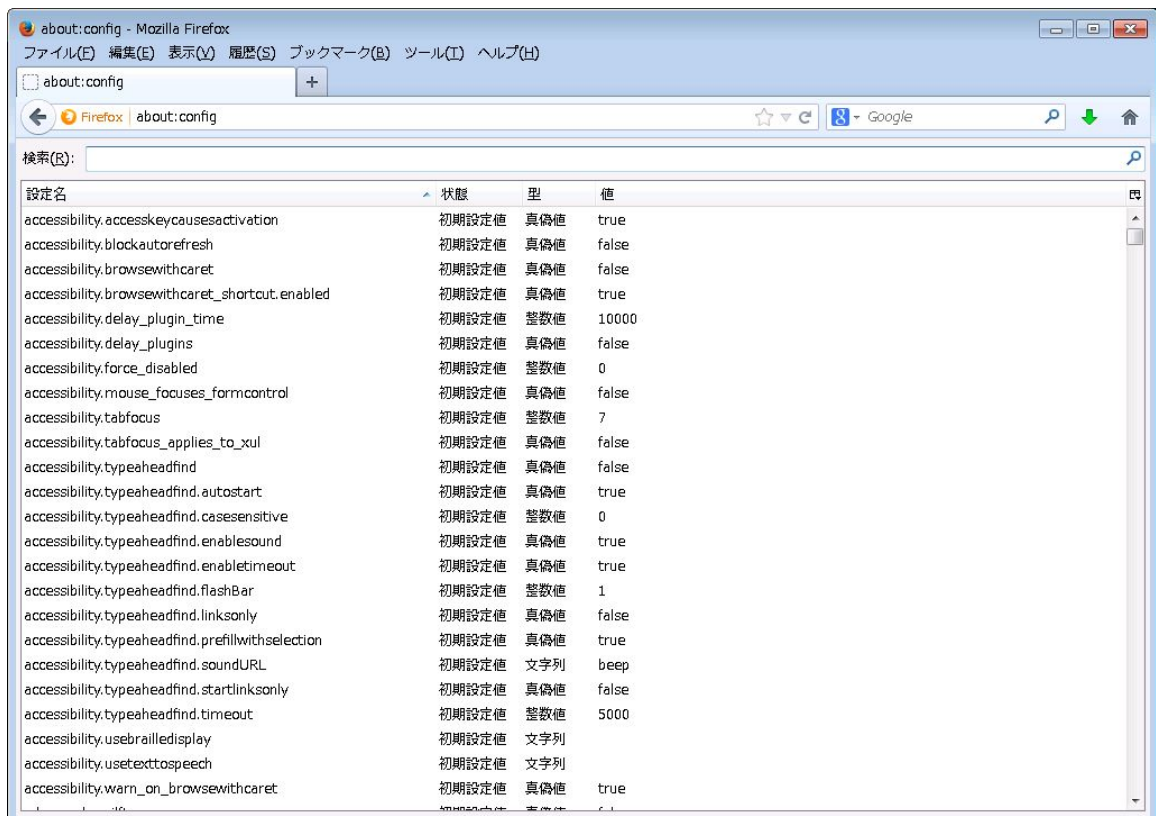 about:config - Mozilla Firefox
ファイル(F) 編集(E) 表示(V) 履歴(S) ブックマーク(B) ツール(T) ヘルプ(H)
about:config +
Firefox about:config 8 Google
検索(R):
設定名 状態 型 値
accessibility.accesskeycausesactivation 初期設定値 真偽値 true
accessibility.blockautorefresh 初期設定値 真偽値 false
accessibility.browsewithcaret 初期設定値 真偽値 false
accessibility.browsewithcaret_shortcut.enabled 初期設定値 真偽値 true
accessibility.delay_plugin_time 初期設定値 整数値 10000
accessibility.delay_plugins 初期設定値 真偽値 false
accessibility.force_disabled 初期設定値 整数値 0
accessibility.mouse_focuses_formcontrol 初期設定値 真偽値 false
accessibility.tabfocus 初期設定値 整数値 7
accessibility.tabfocus_applies_to_xul 初期設定値 真偽値 false
accessibility.typeaheadfind 初期設定値 真偽値 false
accessibility.typeaheadfind.autostart 初期設定値 真偽値 true
accessibility.typeaheadfind.casesensitive 初期設定値 整数値 0
accessibility.typeaheadfind.enablesound 初期設定値 真偽値 true
accessibility.typeaheadfind.enabletimeout 初期設定値 真偽値 true
accessibility.typeaheadfind.flashBar 初期設定値 整数値 1
accessibility.typeaheadfind.linksonly 初期設定値 真偽値 false
accessibility.typeaheadfind.prefillwithselection 初期設定値 真偽値 true
accessibility.typeaheadfind.soundURL 初期設定値 文字列 beep
accessibility.typeaheadfind.startlinksonly 初期設定値 真偽値 false
accessibility.typeaheadfind.timeout 初期設定値 整数値 5000
accessibility.usebrailledisplay 初期設定値 文字列
accessibility.usetexttospeech 初期設定値 文字列
accessibility.warn_on_browsewithcaret 初期設定値 真偽値 true